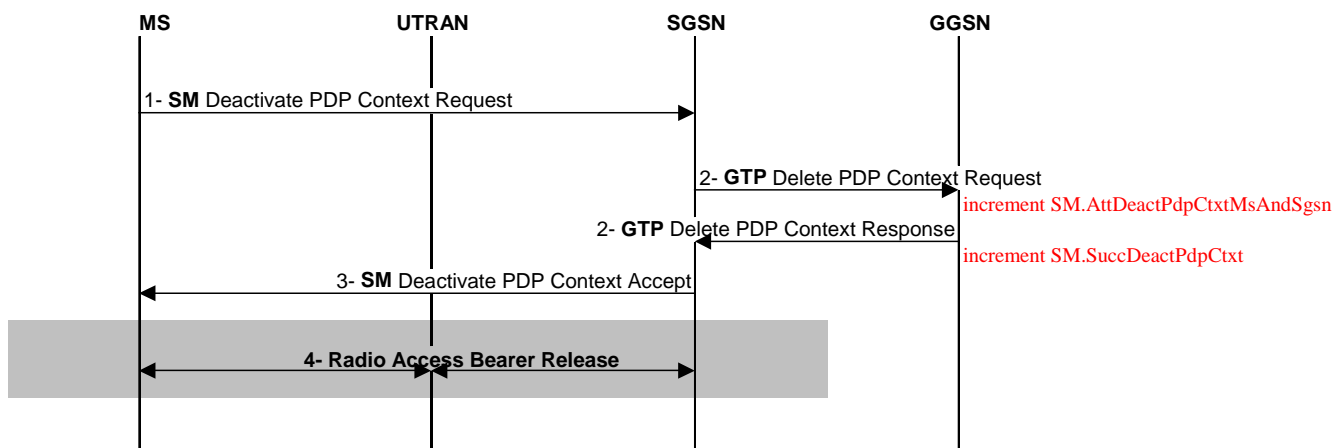 MS UTRAN SGSN GGSN
1- SM Deactivate PDP Context Request
2- GTP Delete PDP Context Request
increment SM.AttDeactPdpCtxtMsAndSgsn
2- GTP Delete PDP Context Response
increment SM.SuccDeactPdpCtxt
3- SM Deactivate PDP Context Accept
4- Radio Access Bearer Release